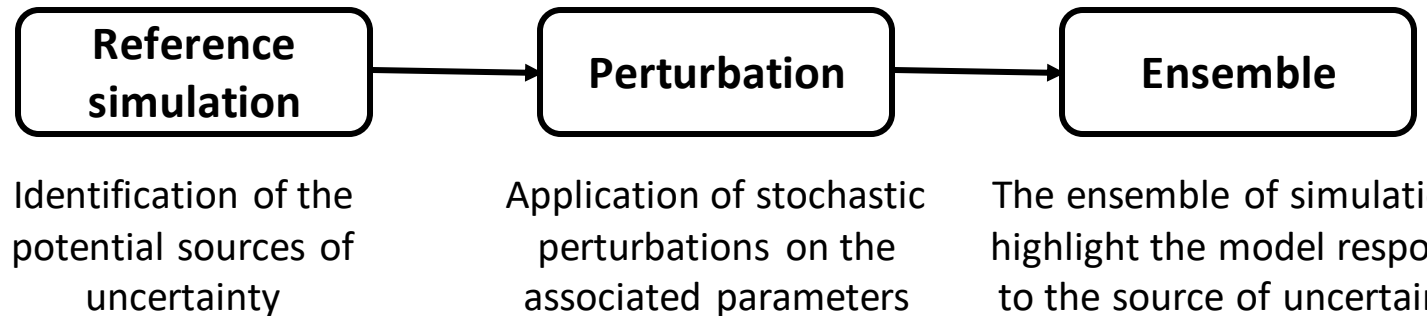 Reference
simulation
Perturbation
Ensemble
Identification of the
potential sources of
uncertainty
Application of stochastic
perturbations on the
associated parameters
The ensemble of
highlight the model
to the source of